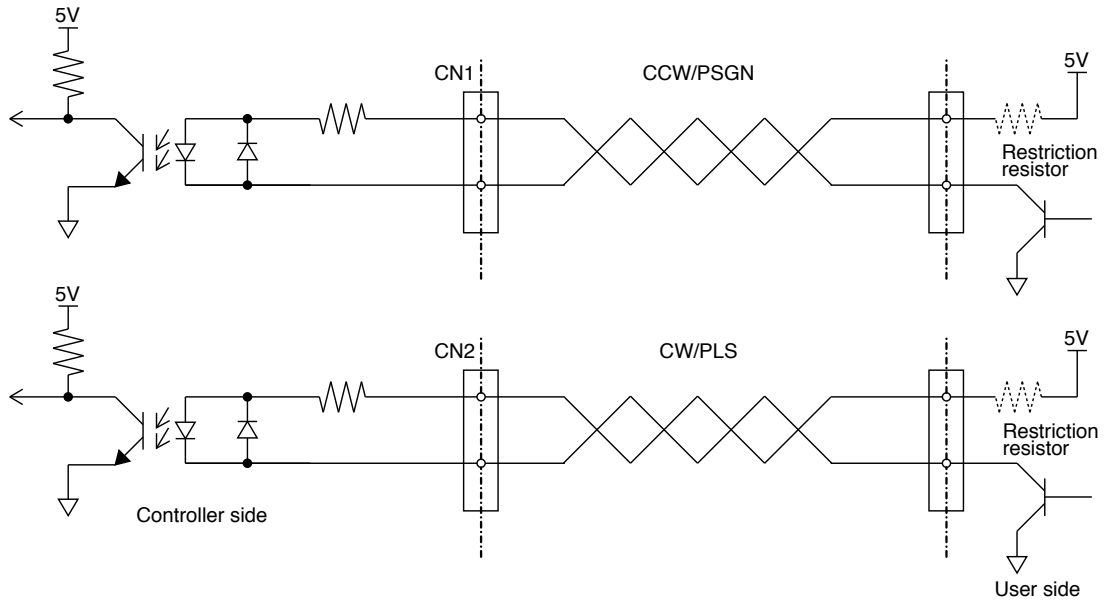 5V
5V
CN1
CCW/PSGN
Restriction
resistor
5V
5V
CN2
CW/PLS
Restriction
resistor
Controller side
User side